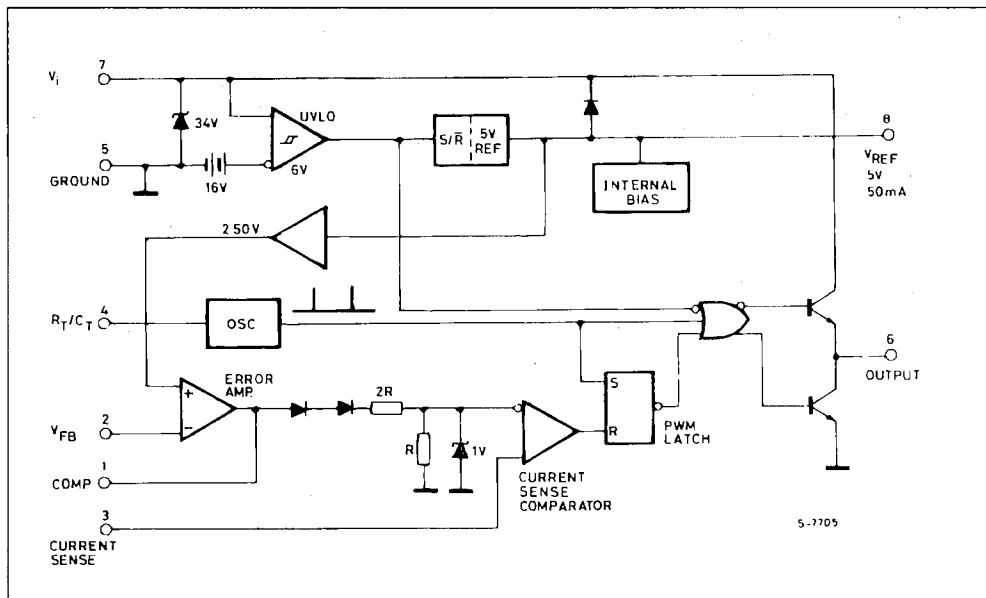 7
Vi
34V
UVLO
S/R̅
5V
REF
8
VREF
5V
50mA
5
GROUND
16V
6V
INTERNAL
BIAS
2.50V
4
RT/CT
OSC
6
OUTPUT
ERROR
AMP.
2R
S
R
PWM
LATCH
+
-
2
VFB
R
1V
1
COMP
CURRENT
SENSE
COMPARATOR
3
CURRENT
SENSE
S-7705